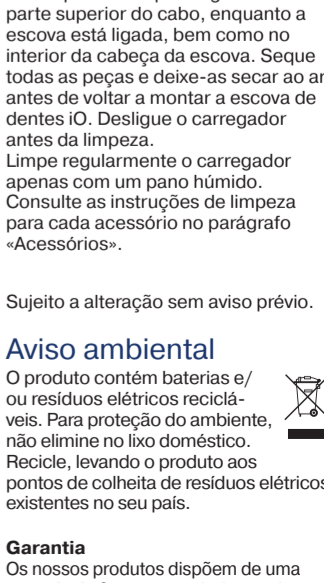 parte superior do cabo, enquanto a
escova está ligada, bem como no
interior da cabeça da escova. Seque
todas as peças e deixe-as secar ao ar
antes de voltar a montar a escova de
dentes iO. Desligue o carregador
antes da limpeza.
Limpe regularmente o carregador
apenas com um pano húmido.
Consulte as instruções de limpeza
para cada acessório no parágrafo
«Acessórios».
Sujeito a alteração sem aviso prévio.
Aviso ambiental
O produto contém baterias e/
ou resíduos elétricos reciclá-
veis. Para proteção do ambiente,
não elimine no lixo doméstico.
Recicle, levando o produto aos
pontos de colheita de resíduos elétricos
existentes no seu país.
Garantia
Os nossos produtos dispõem de uma